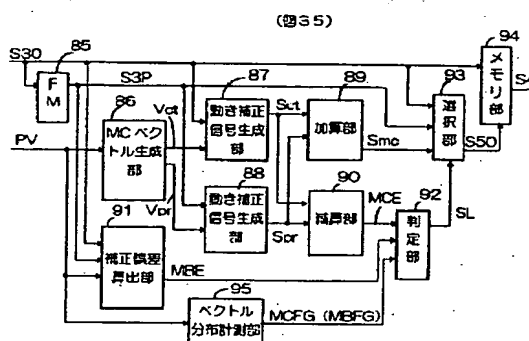 (図35)
S30
85
FM
S3P
86
MCベク
トル生成
部
Vct
Vpr
87
動き補正
信号生成
部
Sct
88
動き補正
信号生成
部
Spr
89
加算部
Smc
90
減算部
MCE
93
選択部
S50
94
メモリ部
PV
91
補正誤差
算出部
MBE
92
判定部
SL
95
ベクトル
分布計測部
MCFG (MBFG)